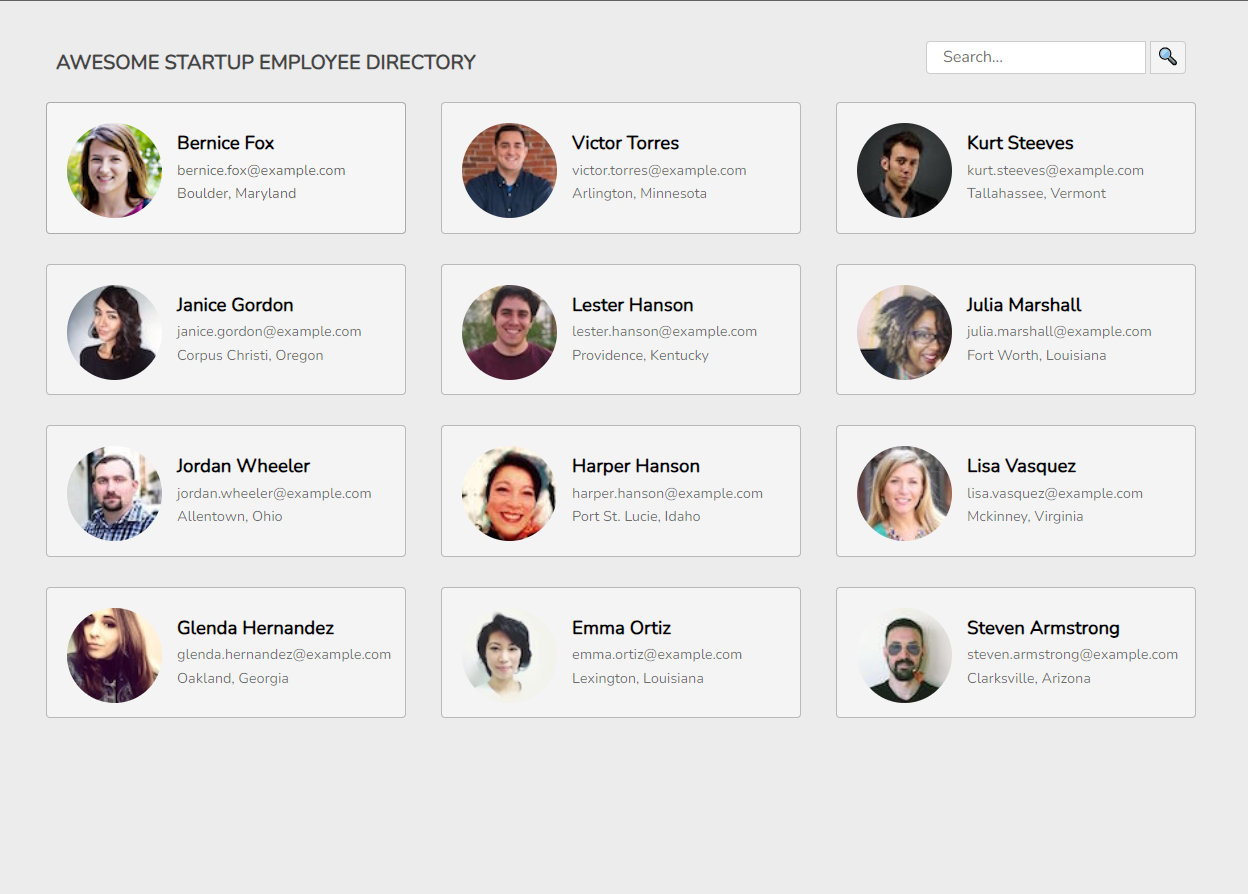 AWESOME STARTUP EMPLOYEE DIRECTORY
Search...
Bernice Fox
bernice.fox@example.com
Boulder, Maryland
Victor Torres
victor.torres@example.com
Arlington, Minnesota
Kurt Steeves
kurt.steeves@example.com
Tallahassee, Vermont
Janice Gordon
janice.gordon@example.com
Corpus Christi, Oregon
Lester Hanson
lester.hanson@example.com
Providence, Kentucky
Julia Marshall
julia.marshall@example.com
Fort Worth, Louisiana
Jordan Wheeler
jordan.wheeler@example.com
Allentown, Ohio
Harper Hanson
harper.hanson@example.com
Port St. Lucie, Idaho
Lisa Vasquez
lisa.vasquez@example.com
Mckinney, Virginia
Glenda Hernandez
glenda.hernandez@example.com
Oakland, Georgia
Emma Ortiz
emma.ortiz@example.com
Lexington, Louisiana
Steven Armstrong
steven.armstrong@example.com
Clarksville, Arizona